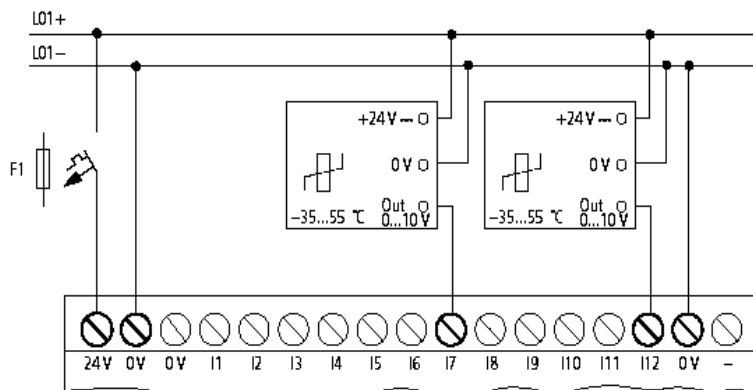 L01+
L01−
F1
+24V⎓
0V
Out
0...10V
−35...55 °C
+24V⎓
0V
Out
0...10V
−35...55 °C
24V 0V 0V I1 I2 I3 I4 I5 I6 I7 I8 I9 I10 I11 I12 0V −